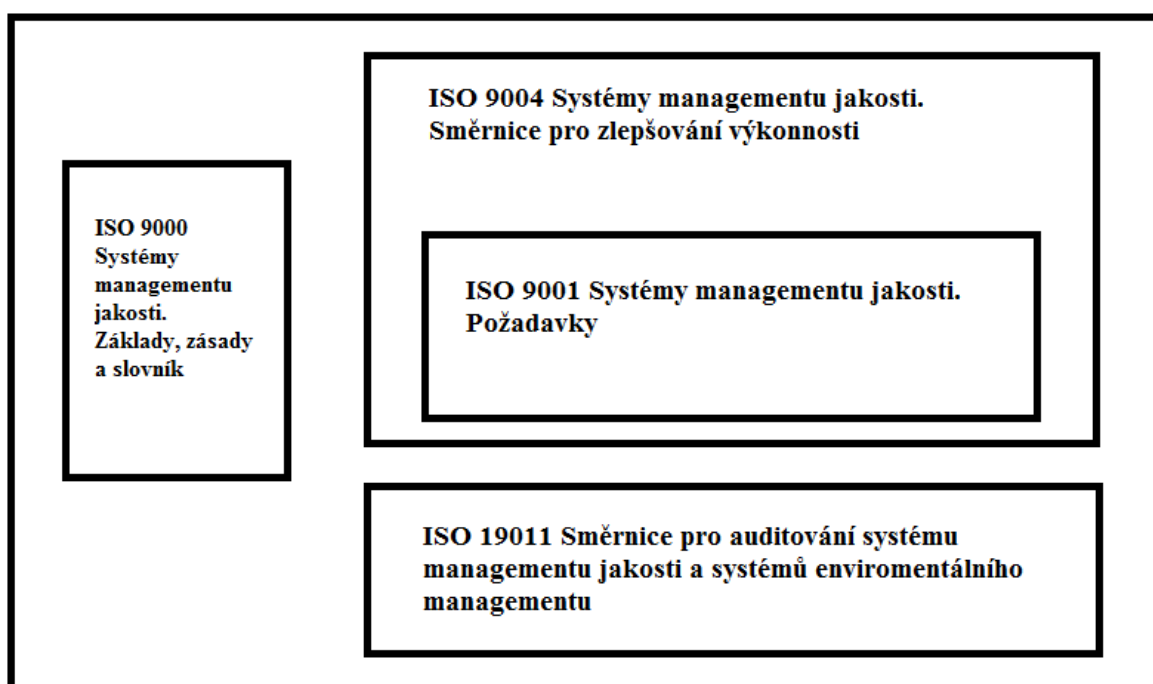 ISO 9000
Systémy
managementu
jakosti.
Základy, zásady
a slovník
ISO 9004 Systémy managementu jakosti.
Směrnice pro zlepšování výkonnosti
ISO 9001 Systémy managementu jakosti.
Požadavky
ISO 19011 Směrnice pro auditování systému
managementu jakosti a systémů enviromentálního
managementu